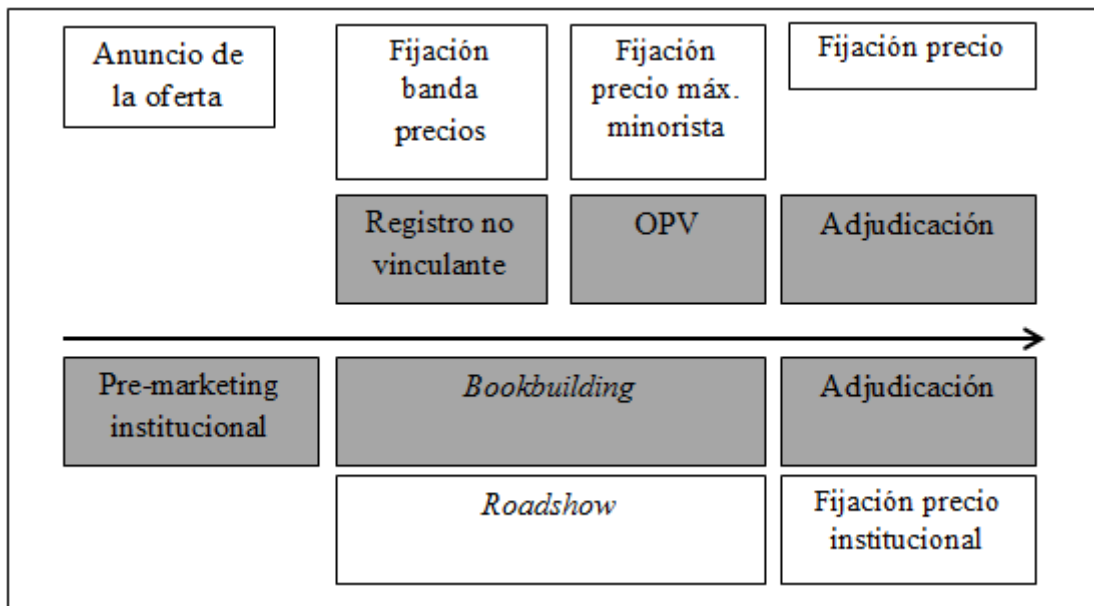 Anuncio de
la oferta
Fijación
banda
precios
Fijación
precio máx.
minorista
Fijación precio
Registro no
vinculante
OPV
Adjudicación
Pre-marketing
institucional
Bookbuilding
Adjudicación
Roadshow
Fijación precio
institucional